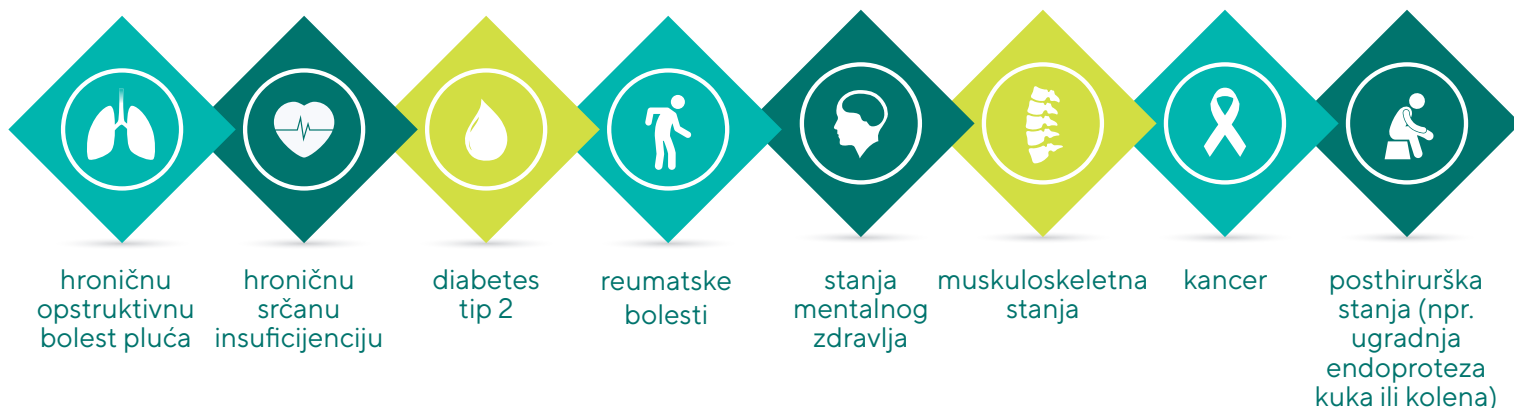 hroničnu
opstruktivnu
bolest pluća
hroničnu
srčanu
insuficijenciju
diabetes
tip 2
reumatske
bolesti
stanja
mentalnog
zdravlja
muskuloskeletna
stanja
kancer
posthirurška
stanja (npr.
ugradnja
endoproteza
kuka ili kolena)